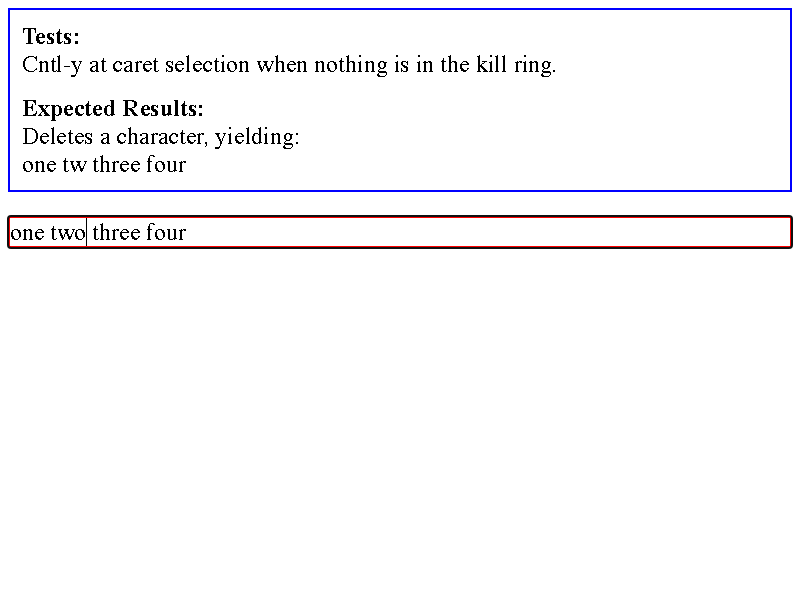 Tests:
Cntl-y at caret selection when nothing is in the kill ring.
Expected Results:
Deletes a character, yielding:
one tw three four
one two three four